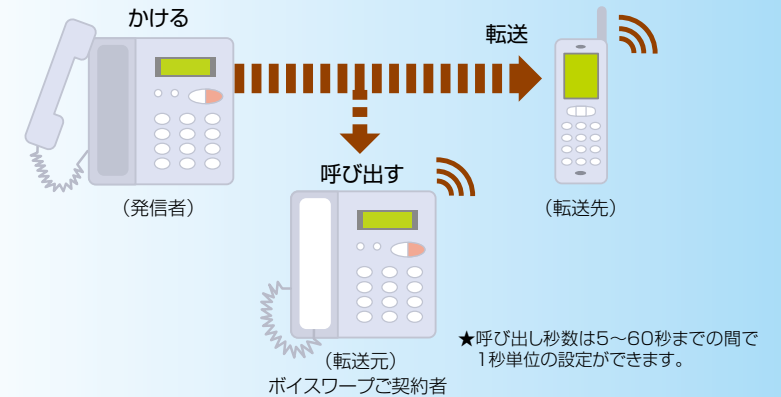 かける
転送
呼び出す
（発信者）
（転送先）
（転送元）
ボイスワープご契約者
★呼び出し秒数は5～60秒までの間で
1秒単位の設定ができます。